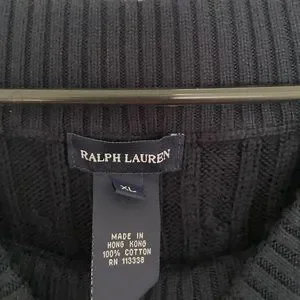 RALPH LAUREN
XL
MADE IN
HONG KONG
100% COTTON
RN 113338